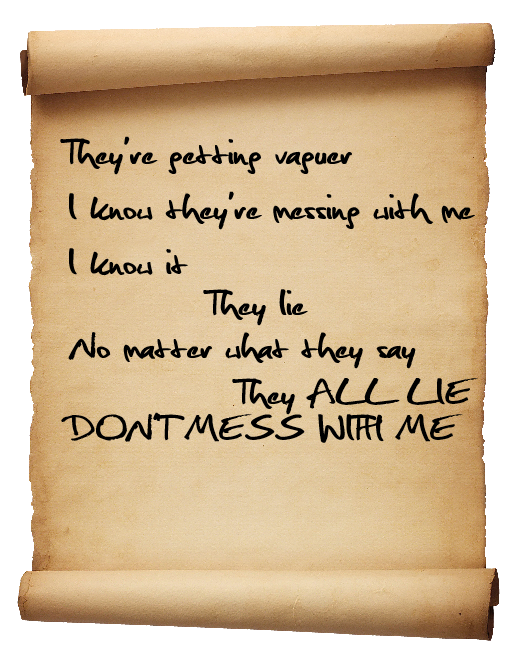 They're getting vaguer
I know they're messing with me
I know it
They lie
No matter what they say
They ALL LIE
DON'T MESS WITH ME